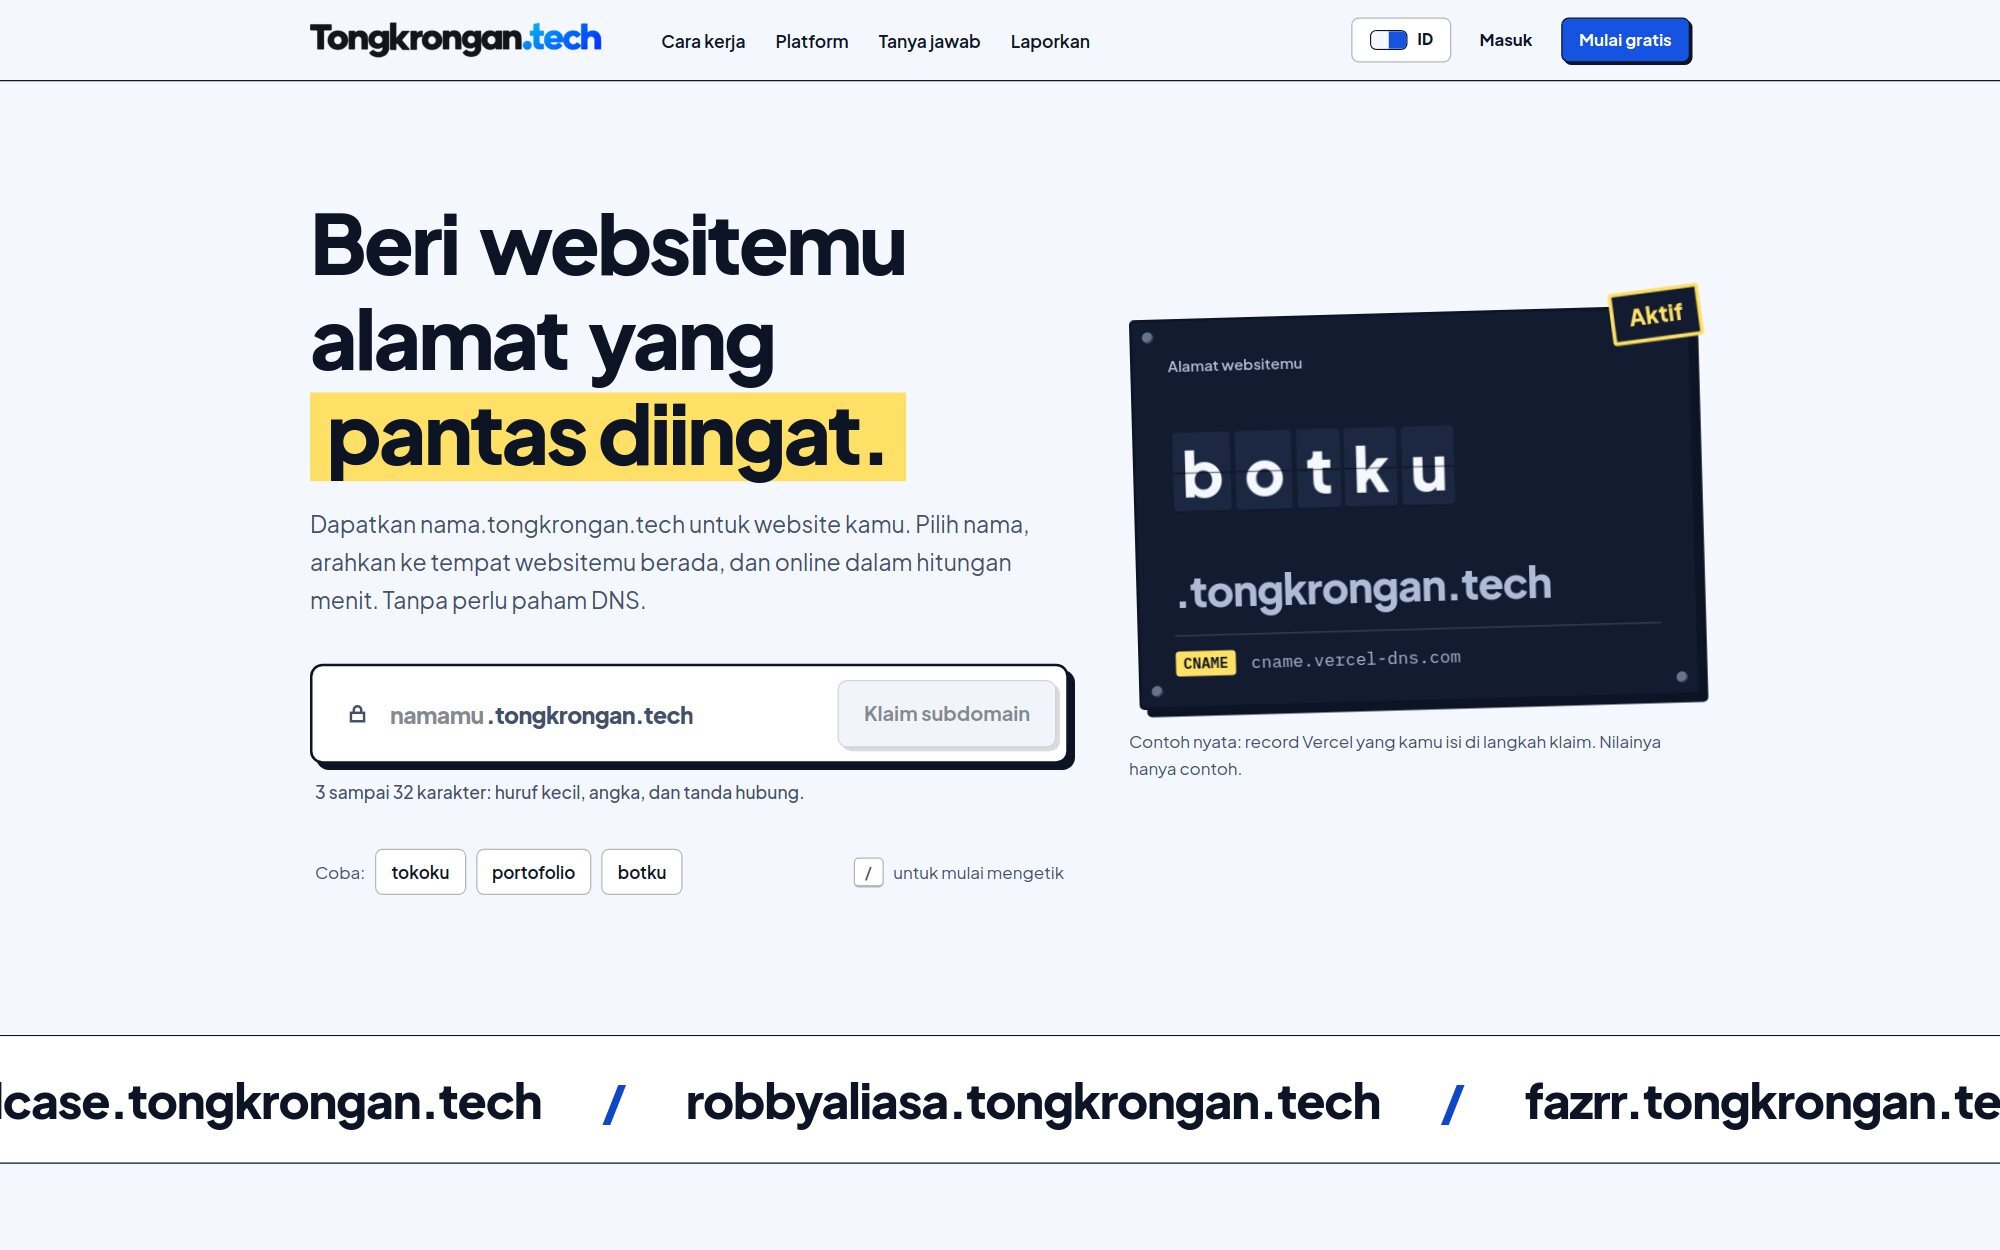 Tongkrongan.tech
Cara kerja
Platform
Tanya jawab
Laporkan
ID
Masuk
Mulai gratis
Beri websitemu
alamat yang
pantas diingat.
Dapatkan nama.tongkrongan.tech untuk website kamu. Pilih nama,
arahkan ke tempat websitemu berada, dan online dalam hitungan
menit. Tanpa perlu paham DNS.
namamu.tongkrongan.tech
Klaim subdomain
3 sampai 32 karakter: huruf kecil, angka, dan tanda hubung.
Coba:
tokoku
portofolio
botku
/ untuk mulai mengetik
Aktif
Alamat websitemu
botku
.tongkrongan.tech
CNAME cname.vercel-dns.com
Contoh nyata: record Vercel yang kamu isi di langkah klaim. Nilainya
hanya contoh.
case.tongkrongan.tech / robbyaliasa.tongkrongan.tech / fazrr.tongkrongan.te